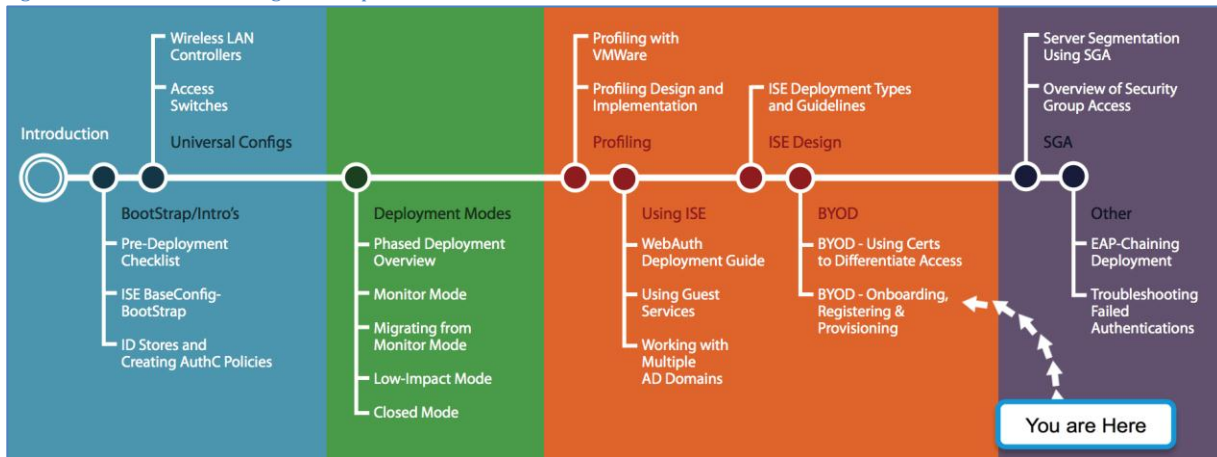 Wireless LAN
Controllers
Access
Switches
Introduction
Universal Configs
BootStrap/Intro's
Pre-Deployment
Checklist
ISE BaseConfig-
BootStrap
ID Stores and
Creating AuthC Policies
Deployment Modes
Phased Deployment
Overview
Monitor Mode
Migrating from
Monitor Mode
Low-Impact Mode
Closed Mode
Profiling with
VMWare
Profiling Design and
Implementation
Profiling
Using ISE
WebAuth
Deployment Guide
Using Guest
Services
Working with
Multiple
AD Domains
ISE Deployment Types
and Guidelines
ISE Design
BYOD
BYOD - Using Certs
to Differentiate Access
BYOD - Onboarding,
Registering &
Provisioning
Server Segmentation
Using SGA
Overview of Security
Group Access
SGA
Other
EAP-Chaining
Deployment
Troubleshooting
Failed
Authentications
You are Here